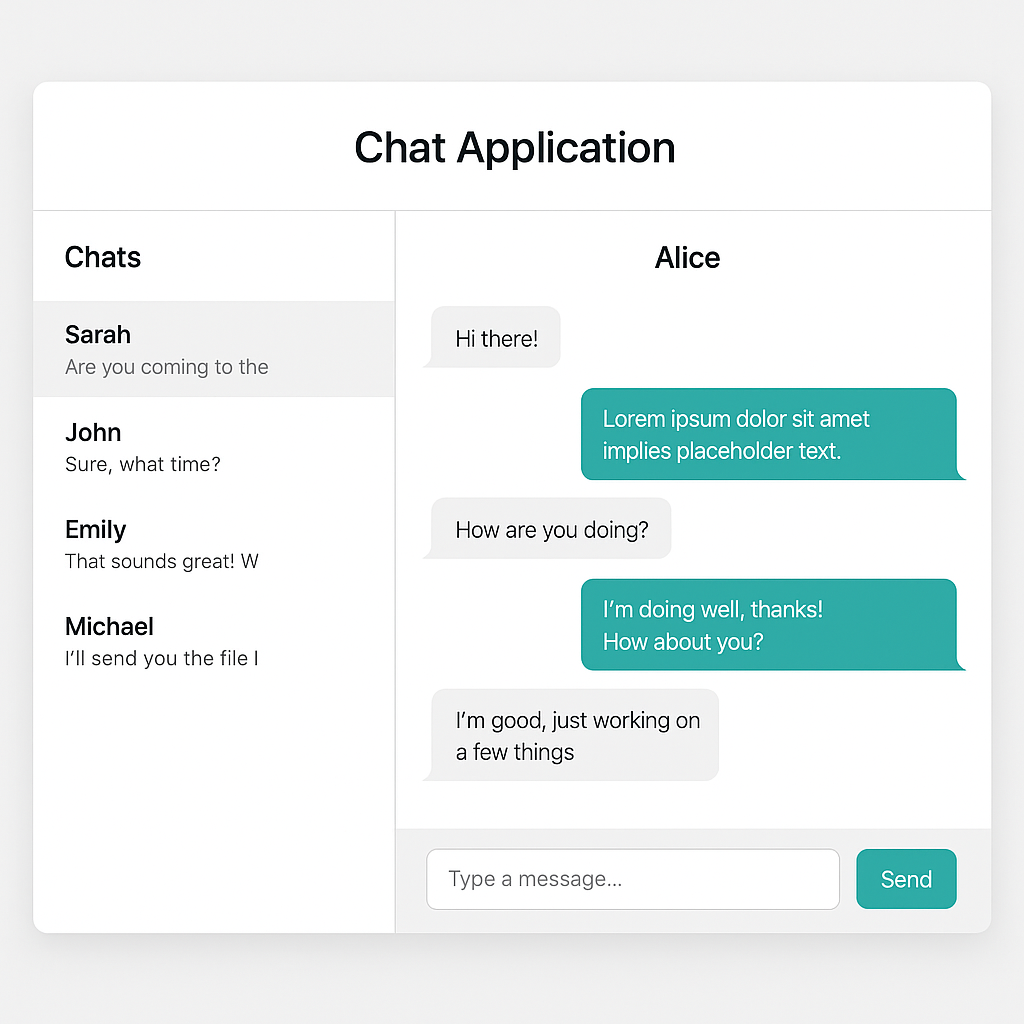 Chat Application
Chats
Sarah
Are you coming to the
John
Sure, what time?
Emily
That sounds great! W
Michael
I’ll send you the file I
Alice
Hi there!
Lorem ipsum dolor sit amet
implies placeholder text.
How are you doing?
I’m doing well, thanks!
How about you?
I’m good, just working on
a few things
Type a message...
Send